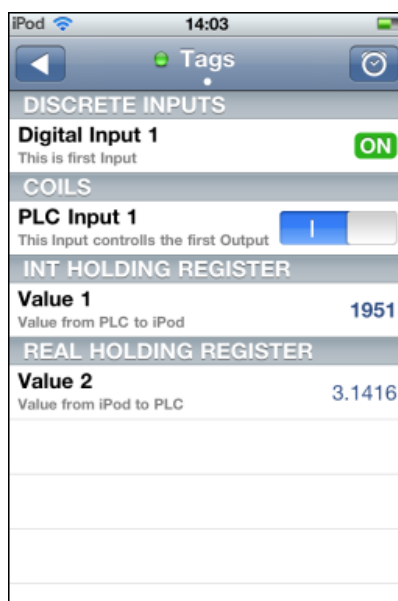 iPod 14:03
Tags
DISCRETE INPUTS
Digital Input 1
This is first Input
ON
COILS
PLC Input 1
This Input controlls the first Output
INT HOLDING REGISTER
Value 1
Value from PLC to iPod
1951
REAL HOLDING REGISTER
Value 2
Value from iPod to PLC
3.1416